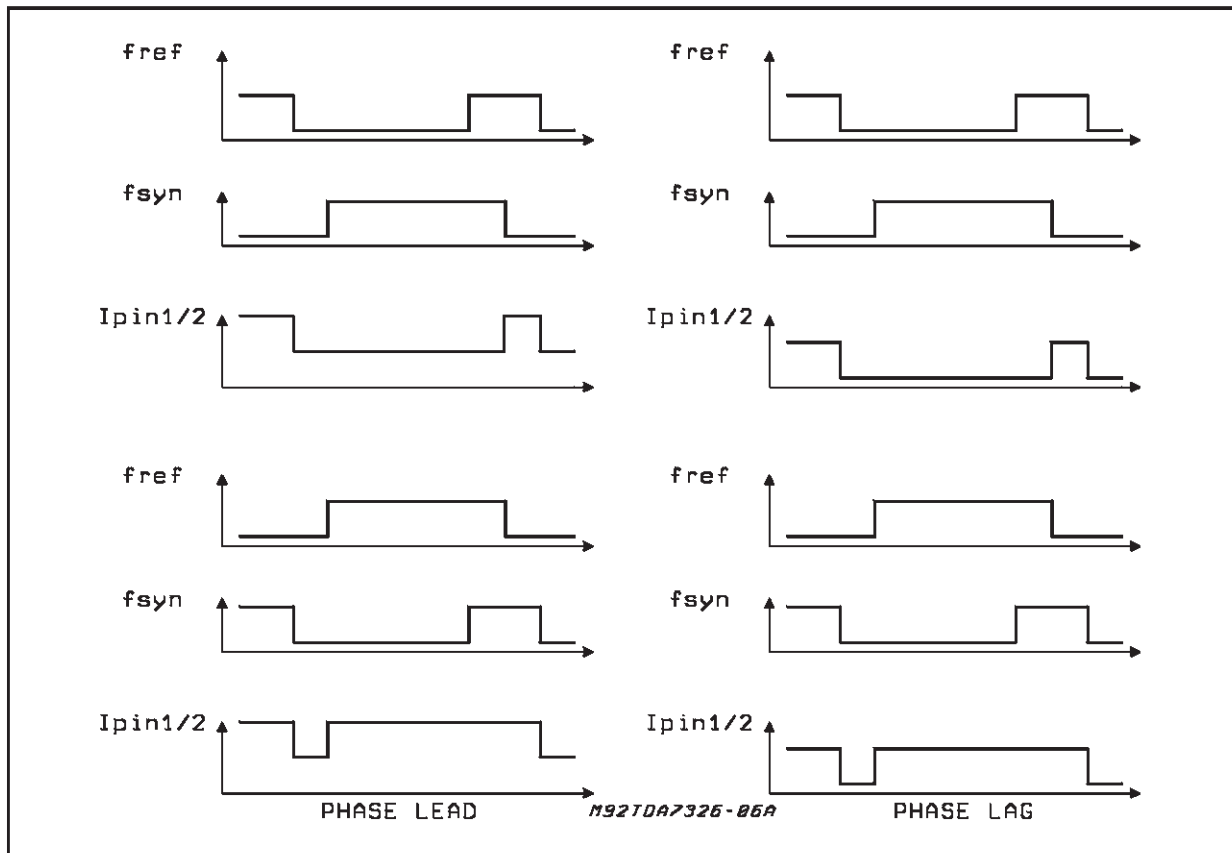 fref
fref
fsyn
fsyn
Ipin1/2
Ipin1/2
fref
fref
fsyn
fsyn
Ipin1/2
Ipin1/2
PHASE LEAD
M92TDA7326-06A
PHASE LAG